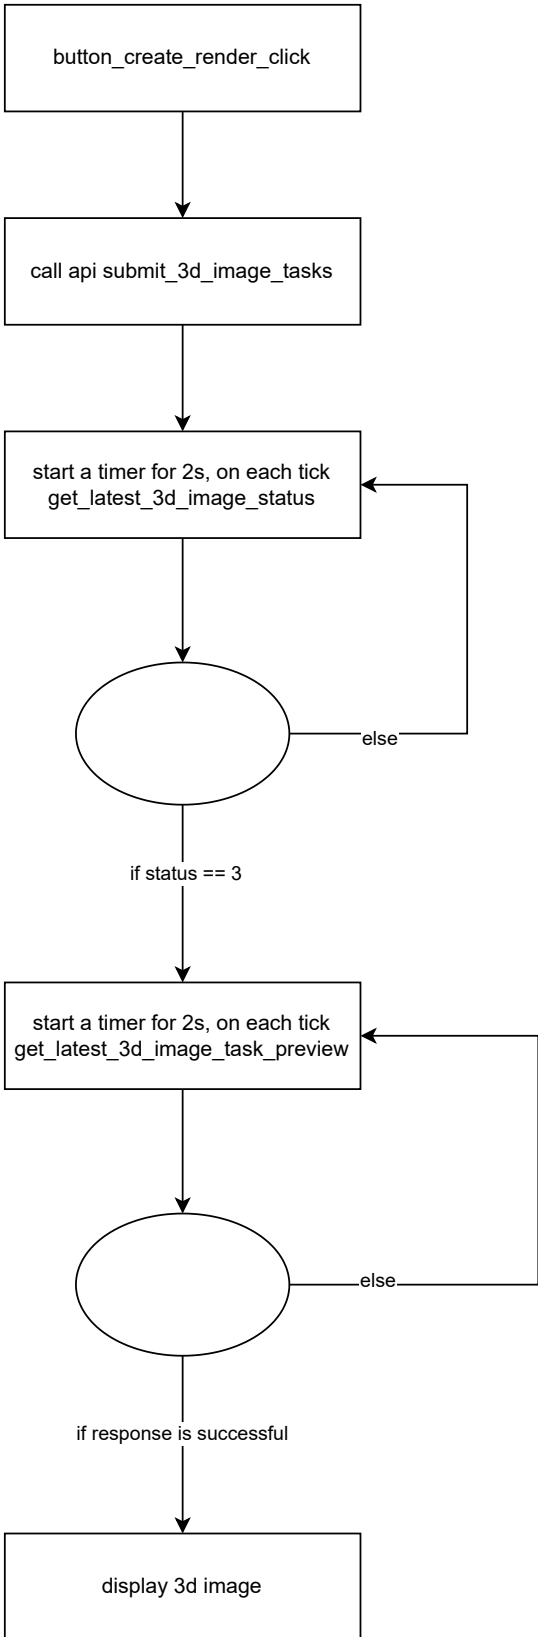 button_create_render_click
call api submit_3d_image_tasks
start a timer for 2s, on each tick
get_latest_3d_image_status
else
if status == 3
start a timer for 2s, on each tick
get_latest_3d_image_task_preview
else
if response is successful
display 3d image